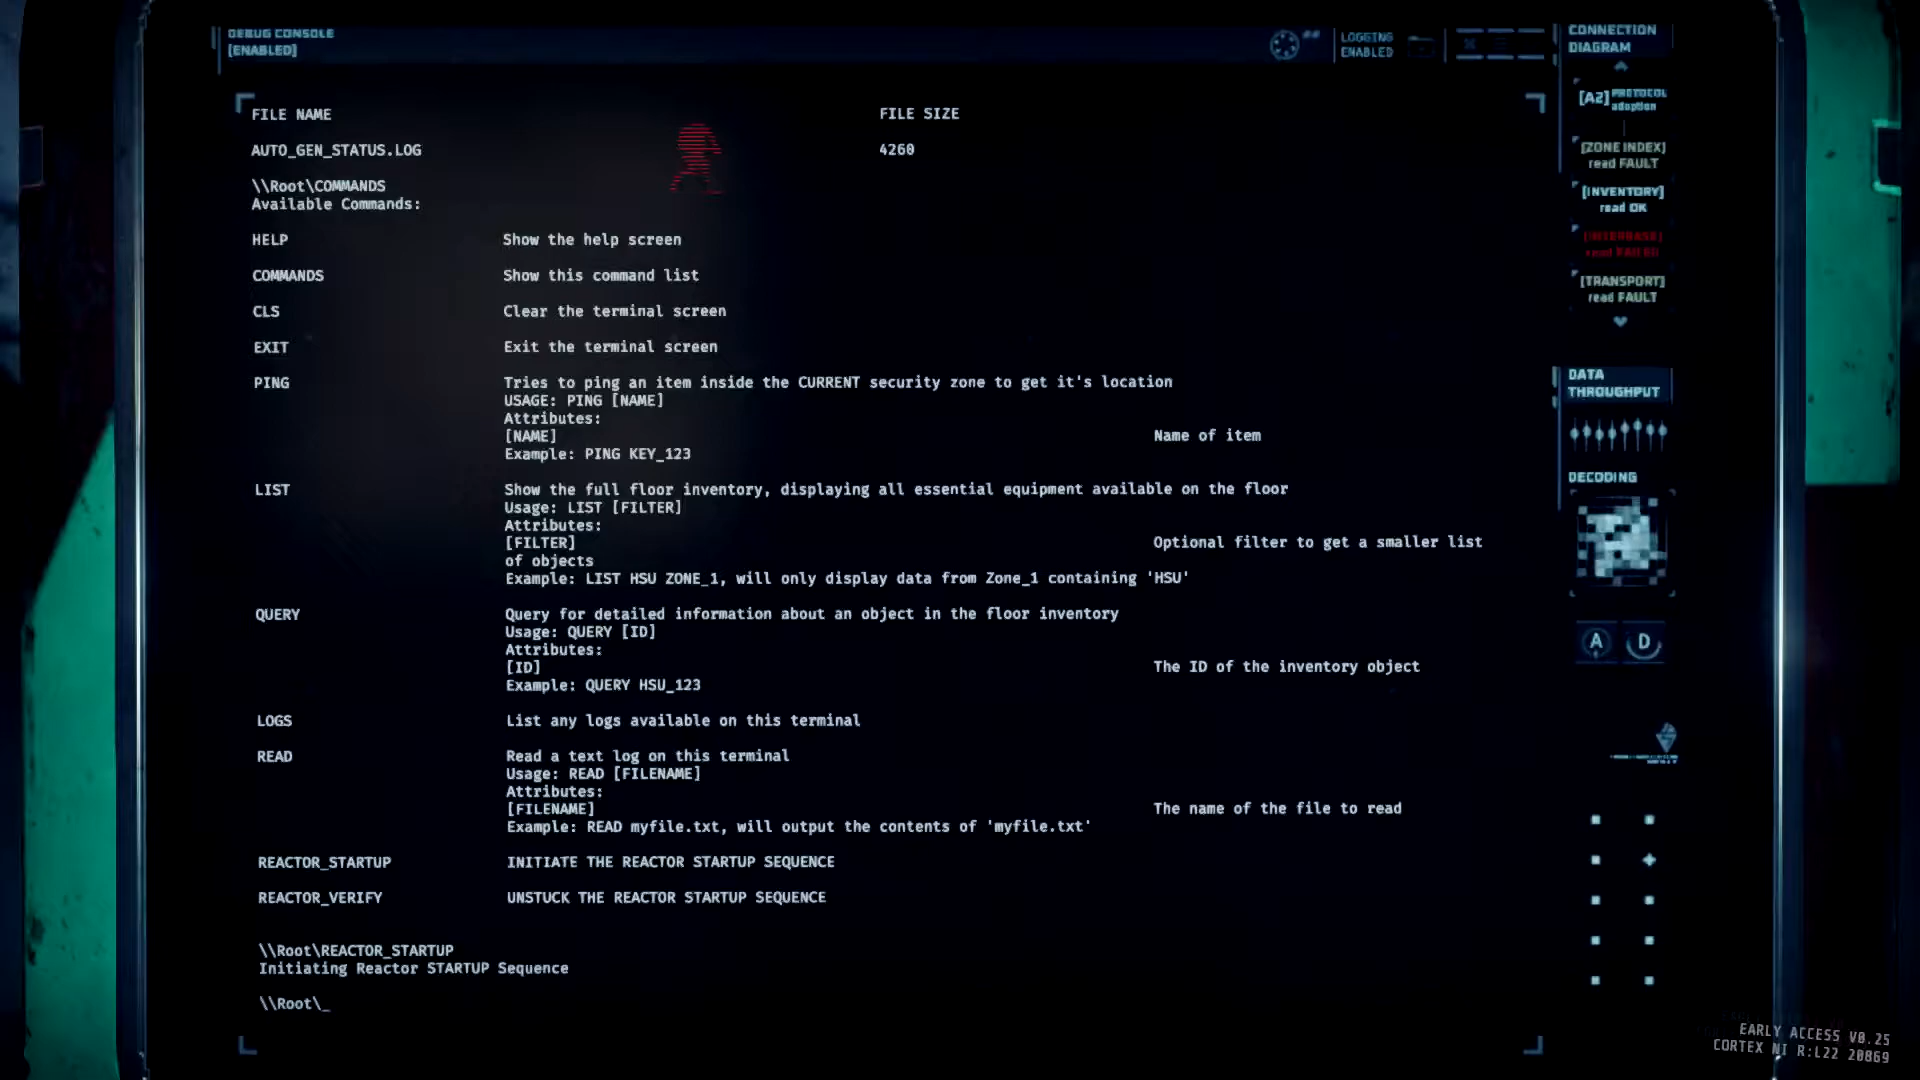 DEBUG CONSOLE
[ENABLED]
LOGGING
ENABLED
FILE NAME FILE SIZE
AUTO_GEN_STATUS.LOG 4260
\\Root\COMMANDS
Available Commands:
HELP Show the help screen
COMMANDS Show this command list
CLS Clear the terminal screen
EXIT Exit the terminal screen
PING Tries to ping an item inside the CURRENT security zone to get it's location
USAGE: PING [NAME]
Attributes:
[NAME] Name of item
Example: PING KEY_123
LIST Show the full floor inventory, displaying all essential equipment available on the floor
Usage: LIST [FILTER]
Attributes:
[FILTER] Optional filter to get a smaller list
of objects
Example: LIST HSU ZONE_1, will only display data from Zone_1 containing 'HSU'
QUERY Query for detailed information about an object in the floor inventory
Usage: QUERY [ID]
Attributes:
[ID] The ID of the inventory object
Example: QUERY HSU_123
LOGS List any logs available on this terminal
READ Read a text log on this terminal
Usage: READ [FILENAME]
Attributes:
[FILENAME] The name of the file to read
Example: READ myfile.txt, will output the contents of 'myfile.txt'
REACTOR_STARTUP INITIATE THE REACTOR STARTUP SEQUENCE
REACTOR_VERIFY UNSTUCK THE REACTOR STARTUP SEQUENCE
\\Root\REACTOR_STARTUP
Initiating Reactor STARTUP Sequence
\\Root\_
CONNECTION
DIAGRAM
[A2] PROTOCOL
adoption
[ZONE INDEX]
read FAULT
[INVENTORY]
read OK
read FAILED
[TRANSPORT]
read FAULT
DATA
THROUGHPUT
DECODING
A D
EARLY ACCESS V0.25
CORTEX NI R:L22 20869